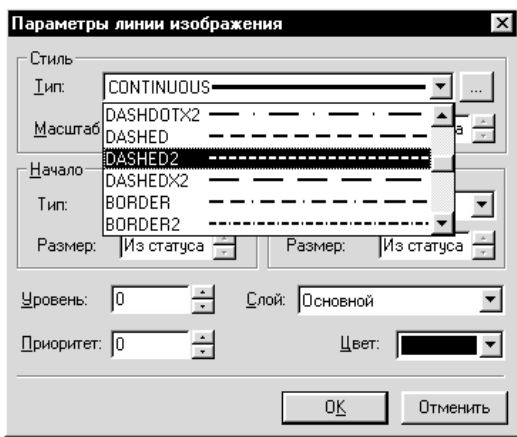 Параметры линии изображения
Стиль
Тип: CONTINUOUS ...
DASHDOTX2
Масштаб а
DASHED
DASHED2
Начало
DASHEDX2
Тип: BORDER
BORDER2
Размер: Из статуса Размер: Из статуса
Уровень: 0 Слой: Основной
Приоритет: 0 Цвет:
OK Отменить